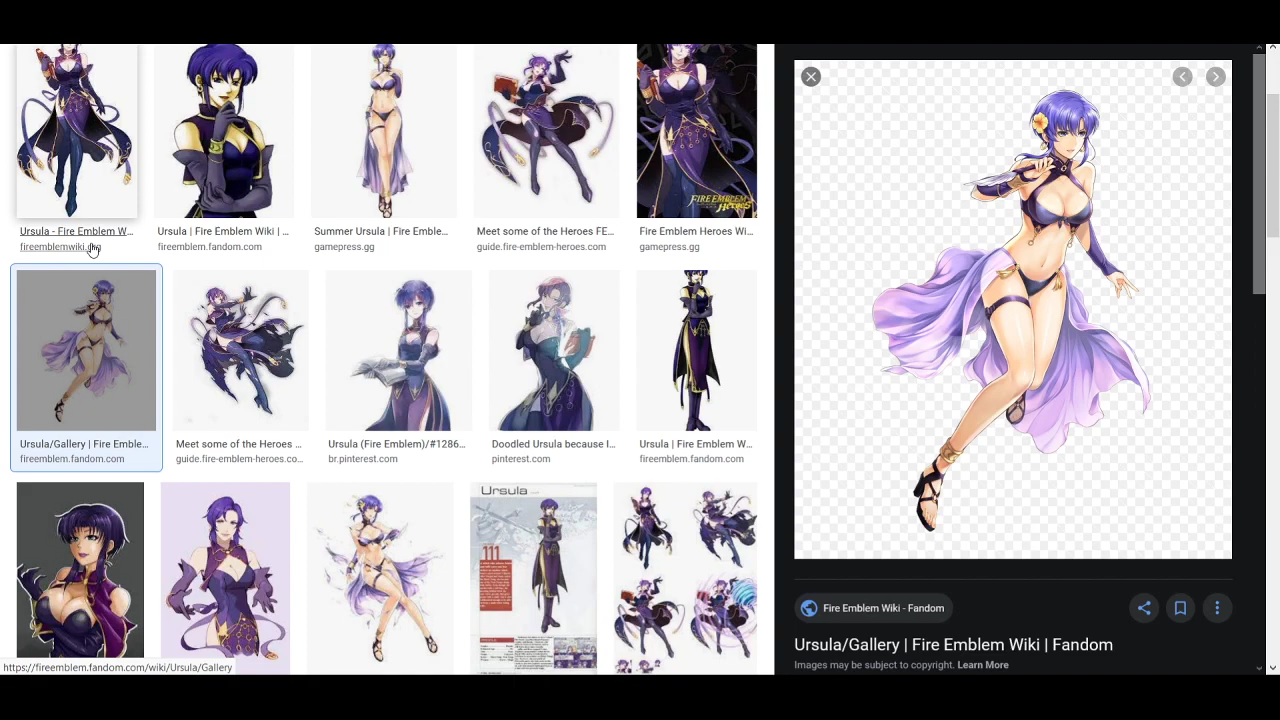 FIRE EMBLEM
HEROES
Ursula - Fire Emblem W...
Ursula | Fire Emblem Wiki | ...
Summer Ursula | Fire Emble...
Meet some of the Heroes FE...
Fire Emblem Heroes Wi...
fireemblemwiki.
fireemblem.fandom.com
gamepress.gg
guide.fire-emblem-heroes.com
gamepress.gg
Ursula/Gallery | Fire Emble...
Meet some of the Heroes ...
Ursula (Fire Emblem)/#1286...
Doodled Ursula because I...
Ursula | Fire Emblem W...
fireemblem.fandom.com
guide.fire-emblem-heroes.co...
br.pinterest.com
pinterest.com
fireemblem.fandom.com
Ursula
111
https://fireemblem.fandom.com/wiki/Ursula/Gallery
Fire Emblem Wiki - Fandom
Ursula/Gallery | Fire Emblem Wiki | Fandom
Images may be subject to copyright. Learn More